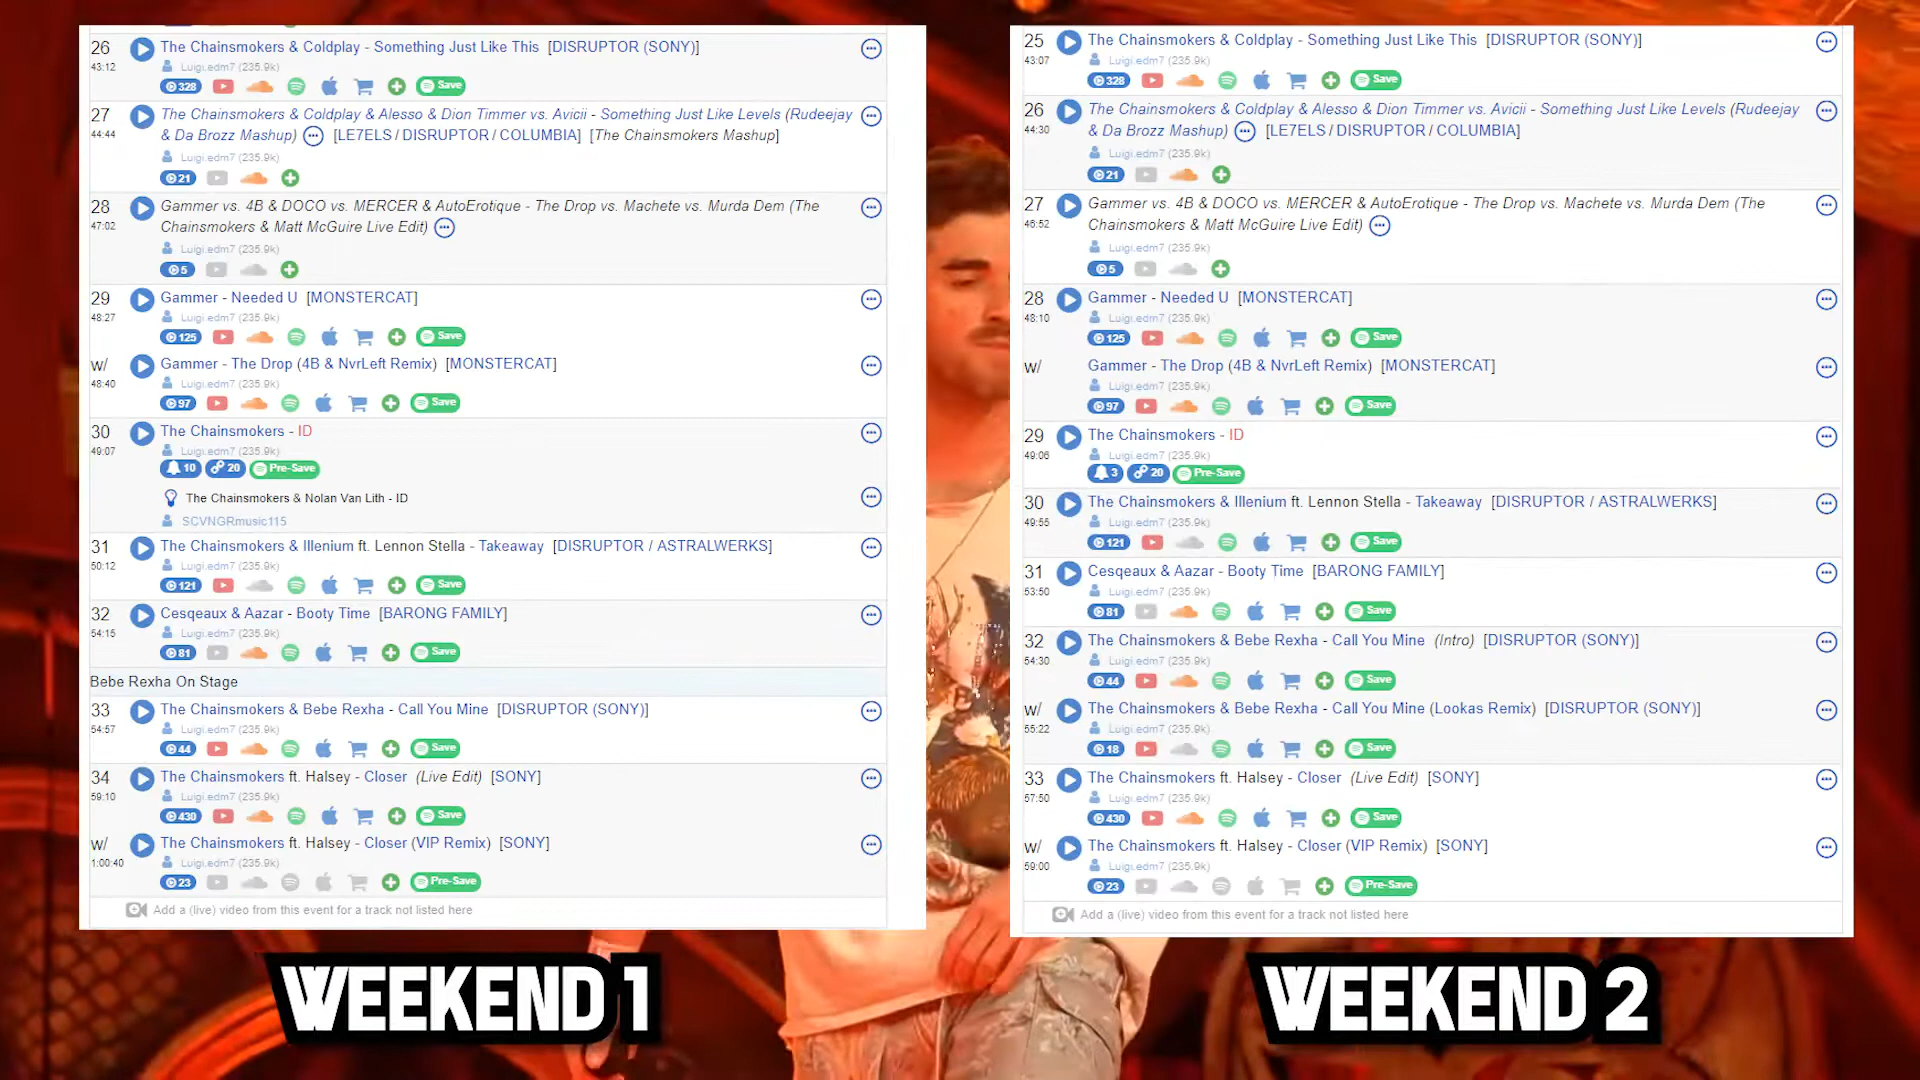 26 The Chainsmokers & Coldplay - Something Just Like This [DISRUPTOR (SONY)]
43:12 Luigi.edm7 (235.9k)
328 Save
27 The Chainsmokers & Coldplay & Alesso & Dion Timmer vs. Avicii - Something Just Like Levels (Rudeejay
44:44 & Da Brozz Mashup) [LE7ELS / DISRUPTOR / COLUMBIA] [The Chainsmokers Mashup]
Luigi.edm7 (235.9k)
21
28 Gammer vs. 4B & DOCO vs. MERCER & AutoErotique - The Drop vs. Machete vs. Murda Dem (The
47:02 Chainsmokers & Matt McGuire Live Edit)
Luigi.edm7 (235.9k)
5
29 Gammer - Needed U [MONSTERCAT]
48:27 Luigi.edm7 (235.9k)
125 Save
w/ Gammer - The Drop (4B & NvrLeft Remix) [MONSTERCAT]
48:40 Luigi.edm7 (235.9k)
97 Save
30 The Chainsmokers - ID
49:07 Luigi.edm7 (235.9k)
10 20 Pre-Save
The Chainsmokers & Nolan Van Lith - ID
SCVNGRmusic115
31 The Chainsmokers & Illenium ft. Lennon Stella - Takeaway [DISRUPTOR / ASTRALWERKS]
50:12 Luigi.edm7 (235.9k)
121 Save
32 Cesqeaux & Aazar - Booty Time [BARONG FAMILY]
54:15 Luigi.edm7 (235.9k)
81 Save
Bebe Rexha On Stage
33 The Chainsmokers & Bebe Rexha - Call You Mine [DISRUPTOR (SONY)]
54:57 Luigi.edm7 (235.9k)
44 Save
34 The Chainsmokers ft. Halsey - Closer (Live Edit) [SONY]
59:10 Luigi.edm7 (235.9k)
430 Save
w/ The Chainsmokers ft. Halsey - Closer (VIP Remix) [SONY]
1:00:40 Luigi.edm7 (235.9k)
23 Pre-Save
Add a (live) video from this event for a track not listed here
WEEKEND 1
25 The Chainsmokers & Coldplay - Something Just Like This [DISRUPTOR (SONY)]
43:07 Luigi.edm7 (235.9k)
328 Save
26 The Chainsmokers & Coldplay & Alesso & Dion Timmer vs. Avicii - Something Just Like Levels (Rudeejay
44:30 & Da Brozz Mashup) [LE7ELS / DISRUPTOR / COLUMBIA]
Luigi.edm7 (235.9k)
21
27 Gammer vs. 4B & DOCO vs. MERCER & AutoErotique - The Drop vs. Machete vs. Murda Dem (The
46:52 Chainsmokers & Matt McGuire Live Edit)
Luigi.edm7 (235.9k)
5
28 Gammer - Needed U [MONSTERCAT]
48:10 Luigi.edm7 (235.9k)
125 Save
w/ Gammer - The Drop (4B & NvrLeft Remix) [MONSTERCAT]
Luigi.edm7 (235.9k)
97 Save
29 The Chainsmokers - ID
49:06 Luigi.edm7 (235.9k)
3 20 Pre-Save
30 The Chainsmokers & Illenium ft. Lennon Stella - Takeaway [DISRUPTOR / ASTRALWERKS]
49:55 Luigi.edm7 (235.9k)
121 Save
31 Cesqeaux & Aazar - Booty Time [BARONG FAMILY]
53:50 Luigi.edm7 (235.9k)
81 Save
32 The Chainsmokers & Bebe Rexha - Call You Mine (Intro) [DISRUPTOR (SONY)]
54:30 Luigi.edm7 (235.9k)
44 Save
w/ The Chainsmokers & Bebe Rexha - Call You Mine (Lookas Remix) [DISRUPTOR (SONY)]
55:22 Luigi.edm7 (235.9k)
18 Save
33 The Chainsmokers ft. Halsey - Closer (Live Edit) [SONY]
57:50 Luigi.edm7 (235.9k)
430 Save
w/ The Chainsmokers ft. Halsey - Closer (VIP Remix) [SONY]
59:00 Luigi.edm7 (235.9k)
23 Pre-Save
Add a (live) video from this event for a track not listed here
WEEKEND 2